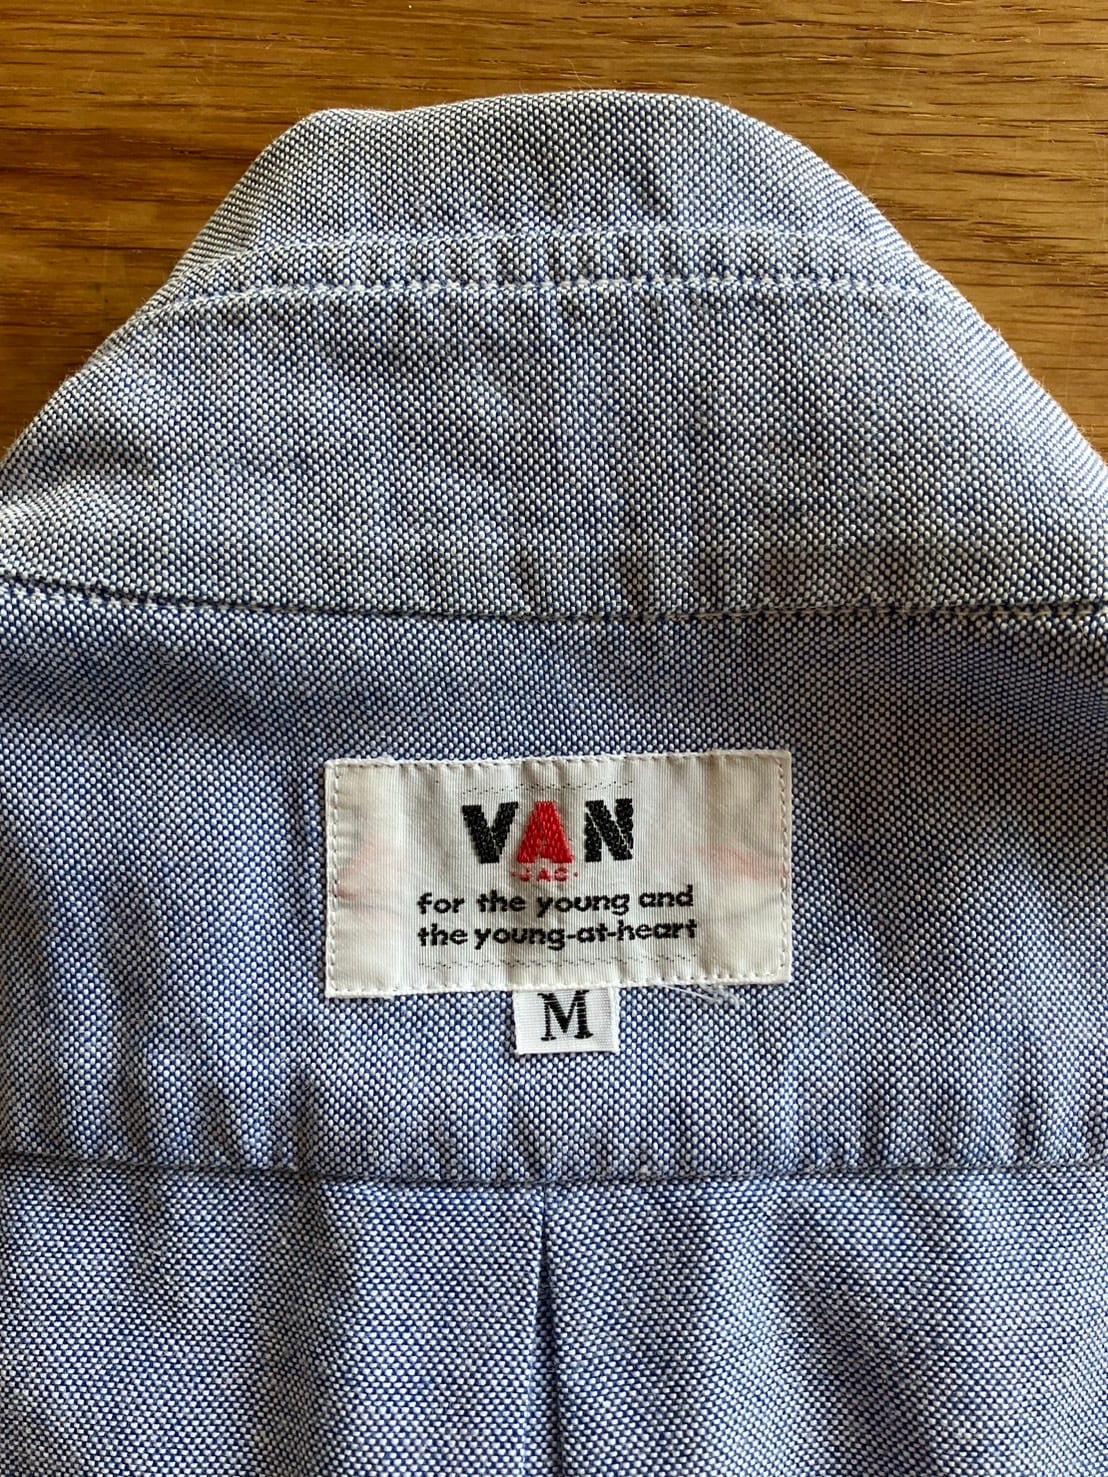 VAN
·JAC·
for the young and
the young-at-heart
M